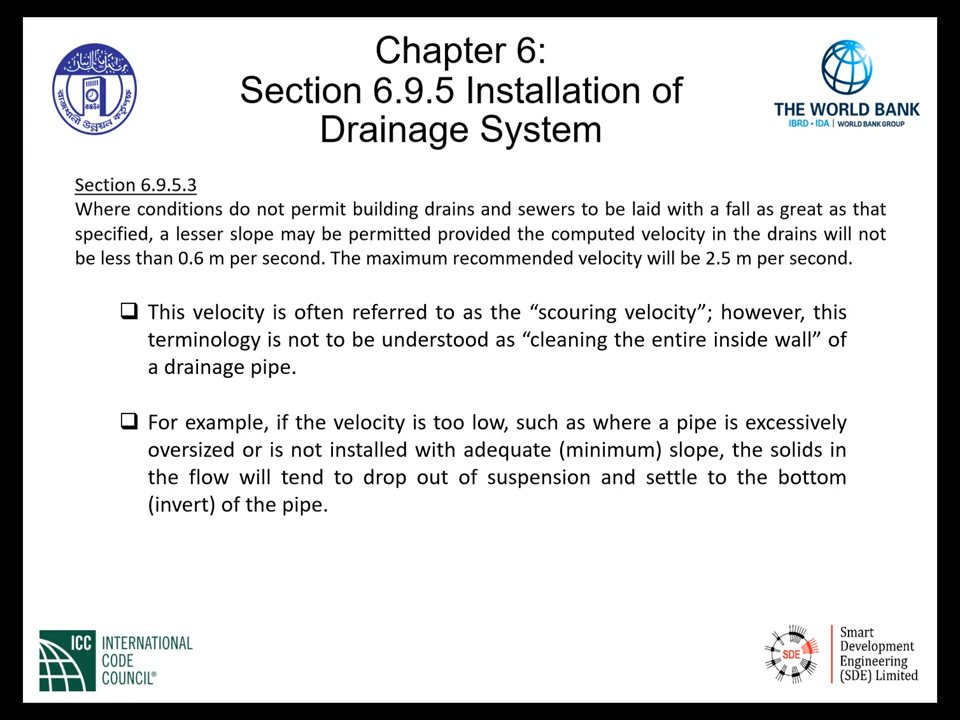 Chapter 6:
Section 6.9.5 Installation of
Drainage System
THE WORLD BANK
IBRD • IDA | WORLD BANK GROUP
Section 6.9.5.3
Where conditions do not permit building drains and sewers to be laid with a fall as great as that
specified, a lesser slope may be permitted provided the computed velocity in the drains will not
be less than 0.6 m per second. The maximum recommended velocity will be 2.5 m per second.
❑ This velocity is often referred to as the “scouring velocity”; however, this
terminology is not to be understood as “cleaning the entire inside wall” of
a drainage pipe.
❑ For example, if the velocity is too low, such as where a pipe is excessively
oversized or is not installed with adequate (minimum) slope, the solids in
the flow will tend to drop out of suspension and settle to the bottom
(invert) of the pipe.
ICC INTERNATIONAL
CODE
COUNCIL®
SDE
Smart
Development
Engineering
(SDE) Limited